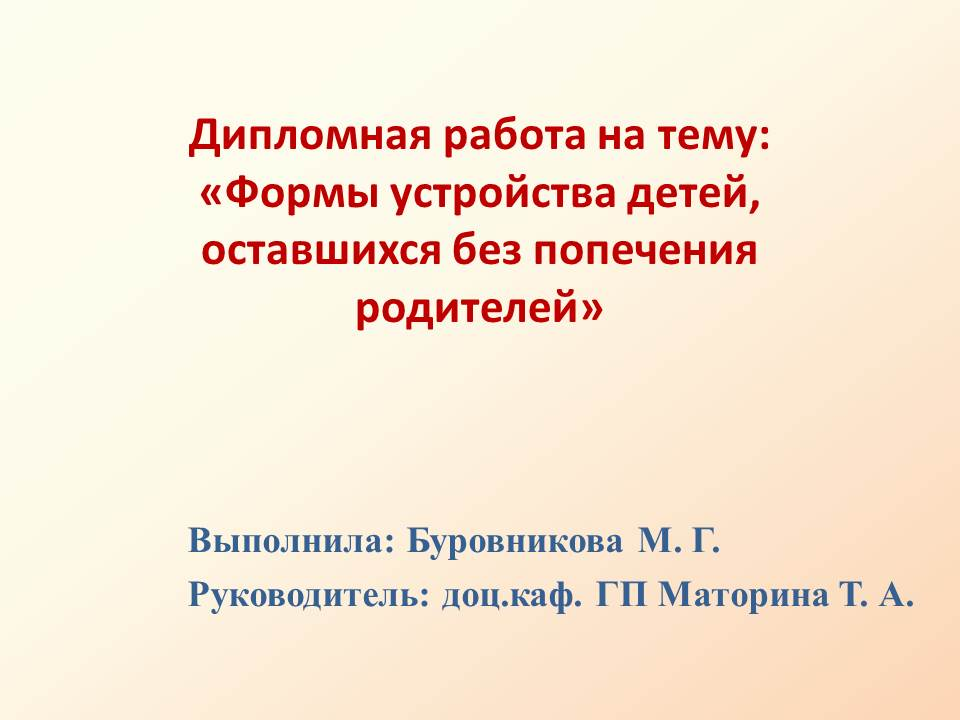 Дипломная работа на тему:
«Формы устройства детей,
оставшихся без попечения
родителей»
Выполнила: Буровникова М. Г.
Руководитель: доц.каф. ГП Маторина Т. А.